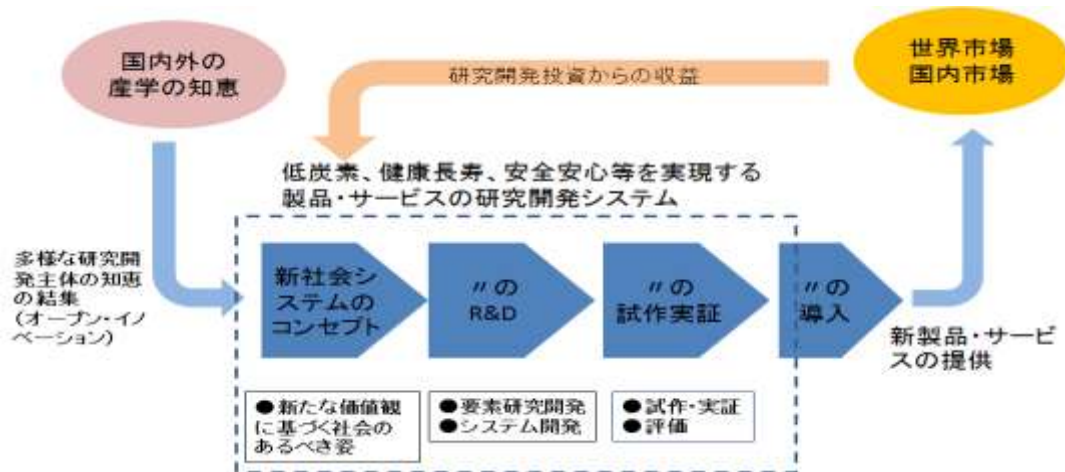 国内外の
産学の知恵
世界市場
国内市場
研究開発投資からの収益
低炭素、健康長寿、安全安心等を実現する
製品・サービスの研究開発システム
多様な研究開
発主体の知恵
の結集
(オープン・イノ
ベーション)
新社会シ
ステムの
コンセプト
〃の
R&D
〃の
試作実証
〃の
導入
新製品・サービ
スの提供
●新たな価値観
に基づく社会の
あるべき姿
●要素研究開発
●システム開発
●試作・実証
●評価